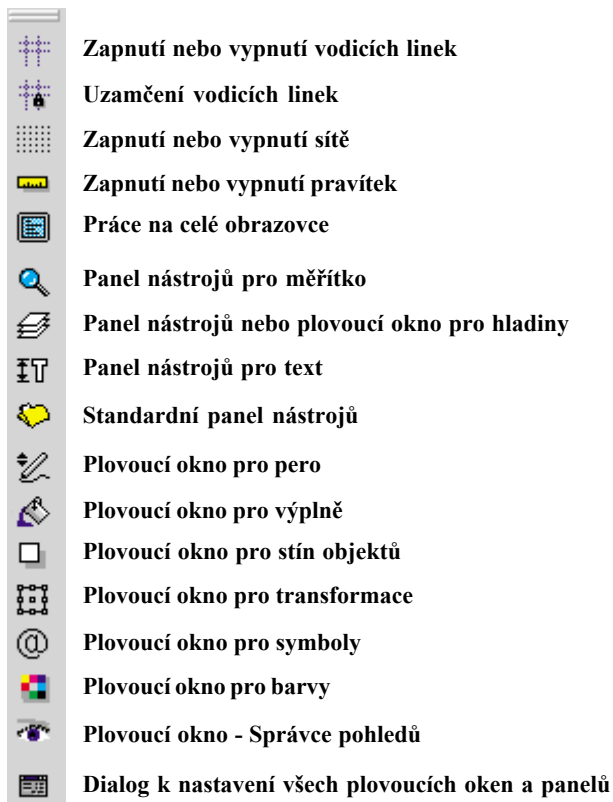 Zapnutí nebo vypnutí vodicích linek
Uzamčení vodicích linek
Zapnutí nebo vypnutí sítě
Zapnutí nebo vypnutí pravítek
Práce na celé obrazovce
Panel nástrojů pro měřítko
Panel nástrojů nebo plovoucí okno pro hladiny
Panel nástrojů pro text
Standardní panel nástrojů
Plovoucí okno pro pero
Plovoucí okno pro výplně
Plovoucí okno pro stín objektů
Plovoucí okno pro transformace
Plovoucí okno pro symboly
Plovoucí okno pro barvy
Plovoucí okno - Správce pohledů
Dialog k nastavení všech plovoucích oken a panelů